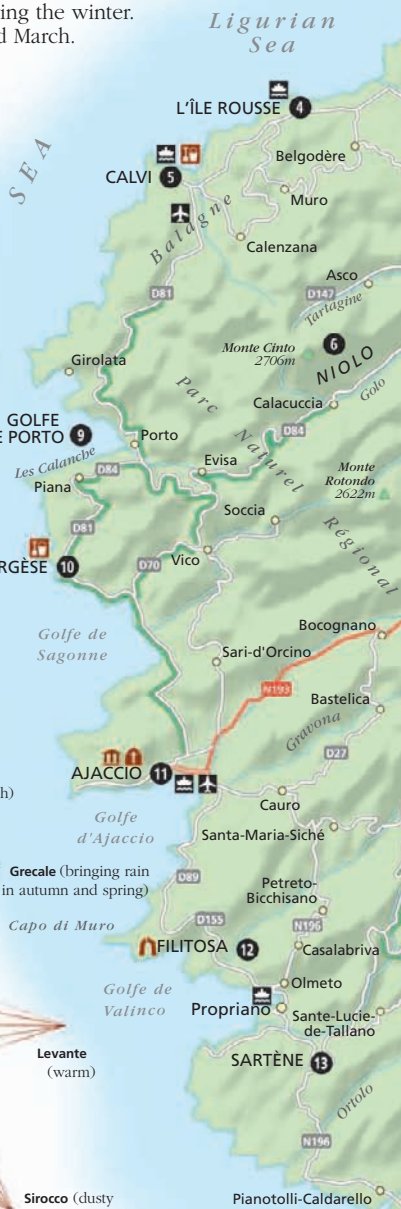 ing the winter.
d March.
Ligurian
Sea
SEA
L'ÎLE ROUSSE 4
Belgodère
CALVI 5
Muro
Balagne
Calenzana
Asco
D81
D147
Tartagine
Monte Cinto
2706m
6
NIOLO
Girolata
Parc
Calacuccia
Golo
GOLFE
E PORTO 9
Porto
D84
Naturel
Les Calanche
D84
Evisa
Piana
Monte
Rotondo
2622m
Soccia
D81
Régional
RGÈSE 10
D70
Vico
Golfe de
Sagonne
Bocognano
Sari-d'Orcino
N193
Bastelica
Gravona
D27
AJACCIO 11
h)
Cauro
Golfe
d'Ajaccio
Santa-Maria-Siché
Grecale (bringing rain
in autumn and spring)
D89
Petreto-
Bicchisano
Capo di Muro
D155
N196
FILITOSA 12
Casalabriva
Golfe de
Valinco
Olmeto
Propriano
Sante-Lucie-
de-Tallano
Levante
(warm)
SARTÈNE 13
Ortolo
N196
Sirocco (dusty
Pianotolli-Caldarello